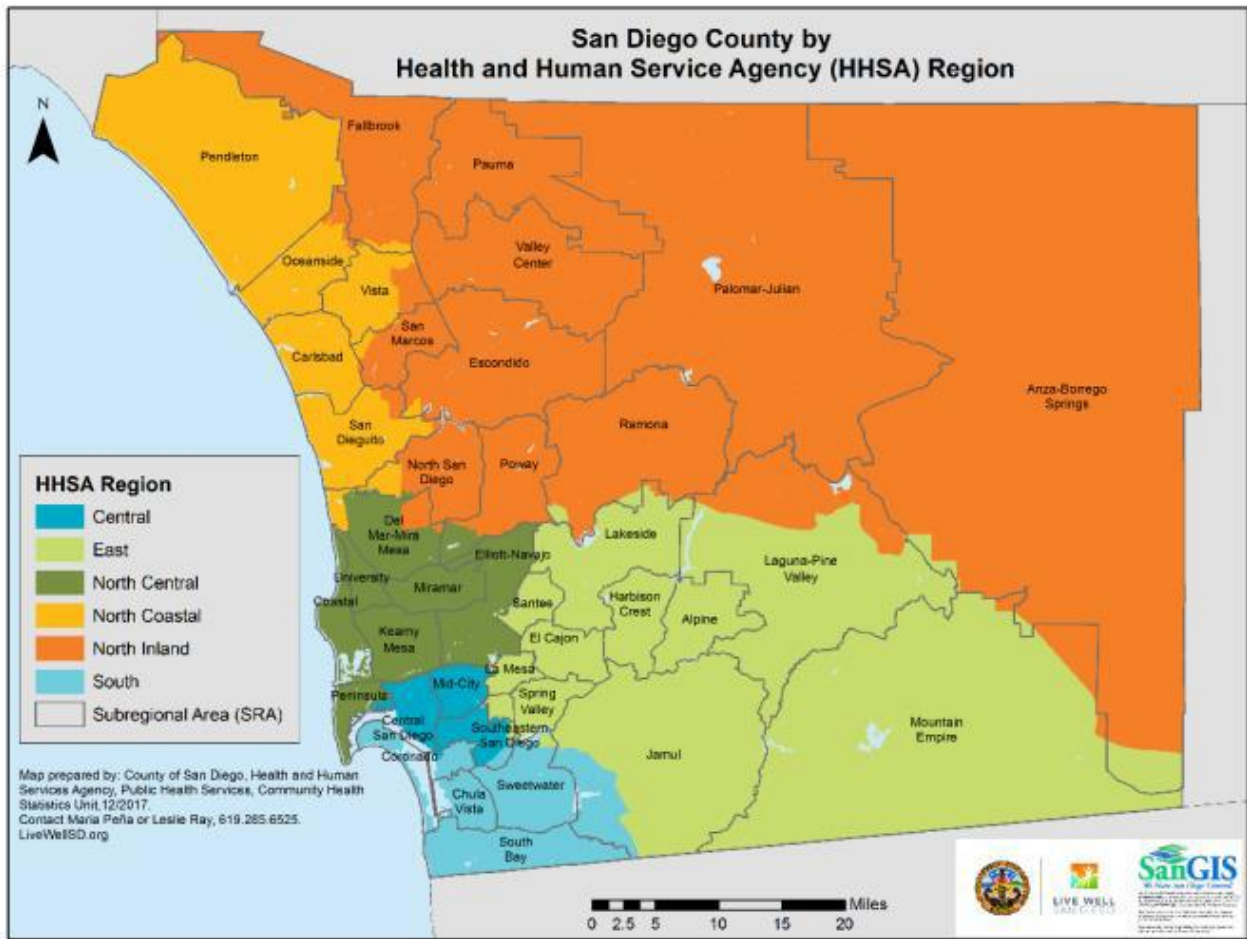 San Diego County by
Health and Human Service Agency (HHSA) Region
N
Fallbrook
Pendleton
Pauma
Valley
Center
Oceanside
Vista
Palomar-Julian
San
Marcos
Carlsbad
Escondido
Anza-Borrego
Springs
San
Dieguito
Ramona
North San
Diego
Poway
HHSA Region
Central
East
North Central
North Coastal
North Inland
South
Subregional Area (SRA)
Del
Mar-Mira
Mesa
Lakeside
Elliott-Navajo
Laguna-Pine
Valley
University
Miramar
Coastal
Santee
Harbison
Crest
Alpine
Kearny
Mesa
El Cajon
La Mesa
Mid-City
Peninsula
Spring
Valley
Central
San Diego
Southeastern
San Diego
Mountain
Empire
Coronado
Jamul
Sweetwater
Chula
Vista
South
Bay
Map prepared by: County of San Diego, Health and Human
Services Agency, Public Health Services, Community Health
Statistics Unit,12/2017.
Contact Maria Peña or Leslie Ray, 619.285.6525.
LiveWellSD.org
Miles
0 2.5 5 10 15 20
LIVE WELL
SAN DIEGO
SanGIS